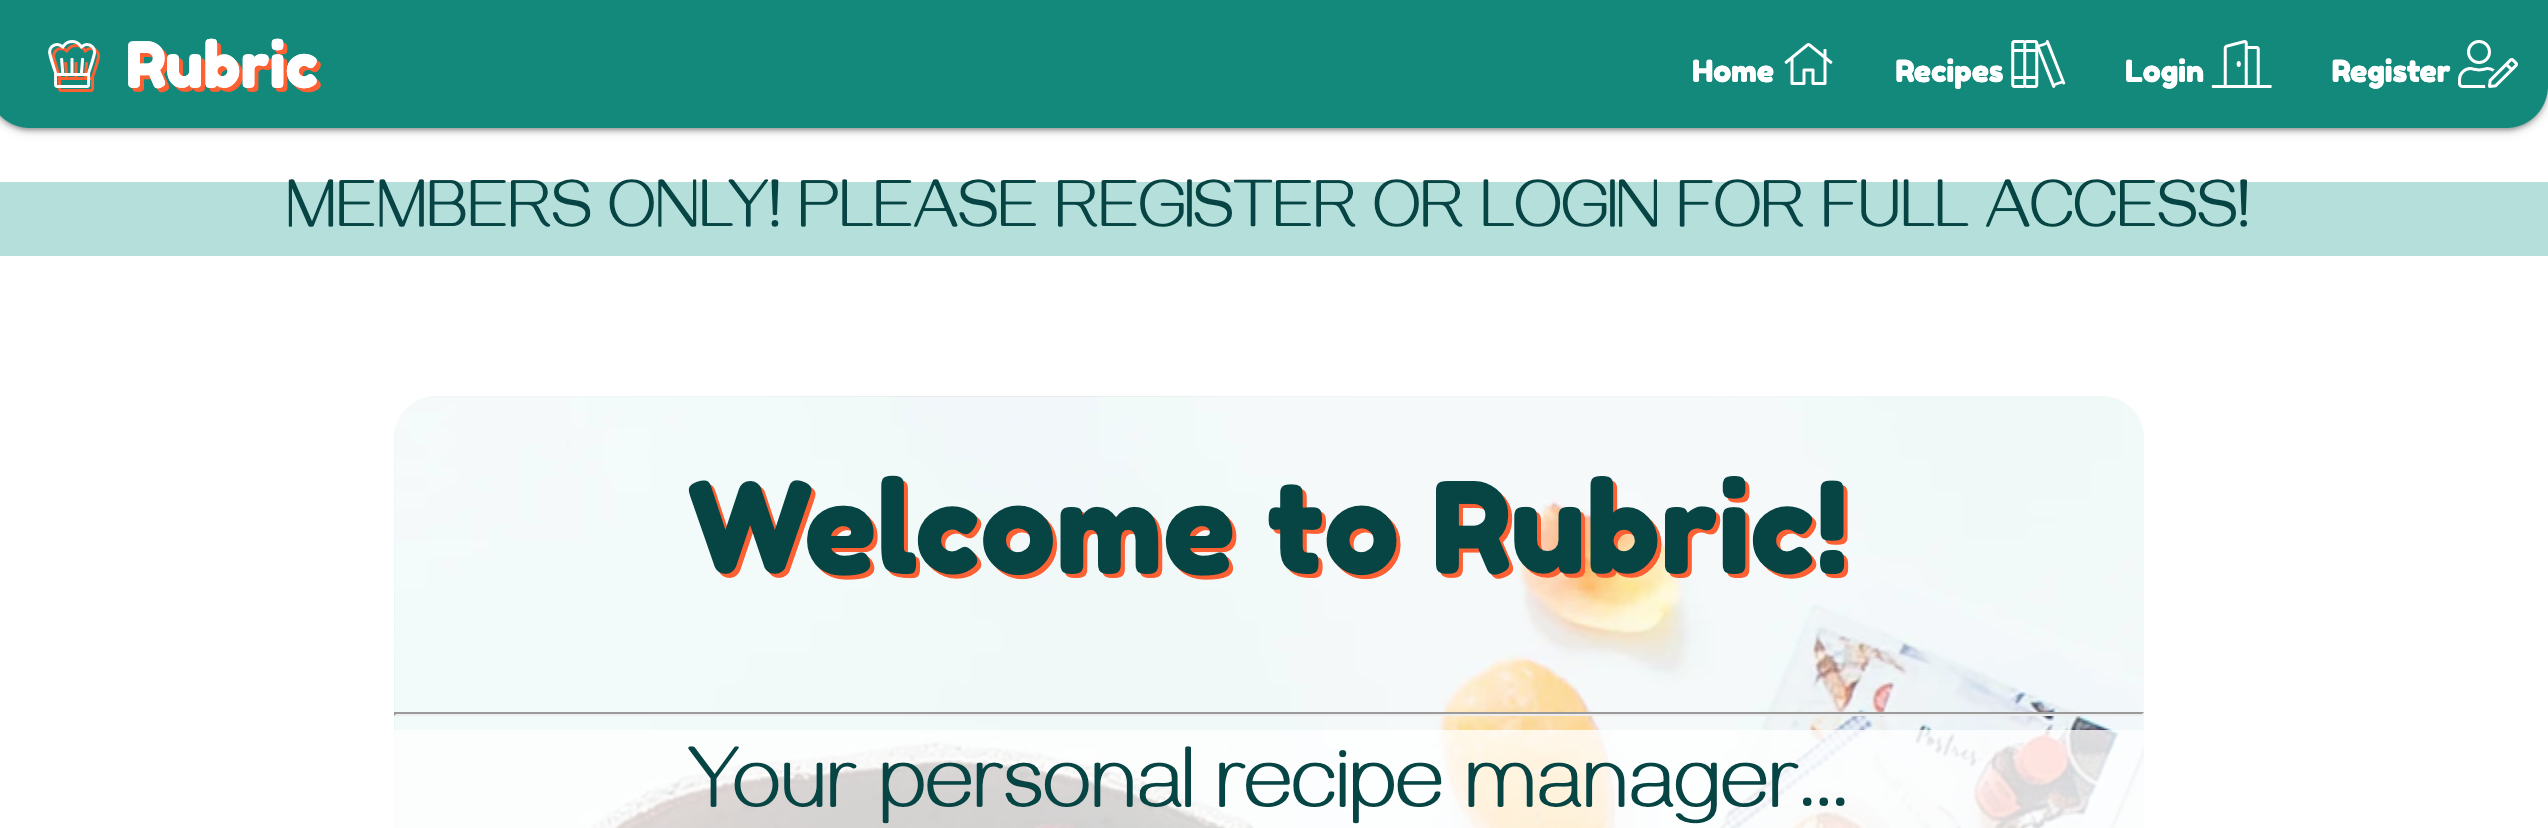 Rubric
Home Recipes Login Register
MEMBERS ONLY! PLEASE REGISTER OR LOGIN FOR FULL ACCESS!
Welcome to Rubric!
Postres
Your personal recipe manager...